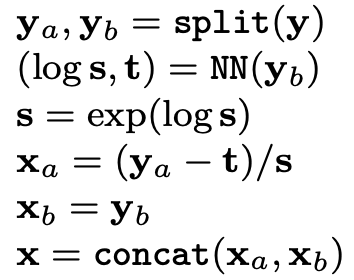 y_a, y_b = split(y)
(log s, t) = NN(y_b)
s = exp(log s)
x_a = (y_a − t)/s
x_b = y_b
x = concat(x_a, x_b)